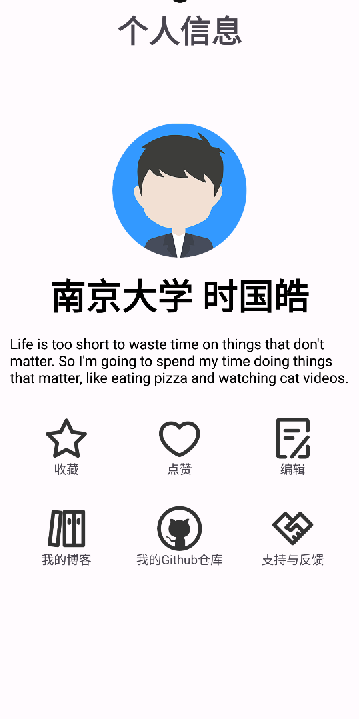 个人信息
南京大学 时国皓
Life is too short to waste time on things that don't
matter. So I'm going to spend my time doing things
that matter, like eating pizza and watching cat videos.
收藏 点赞 编辑
我的博客 我的Github仓库 支持与反馈